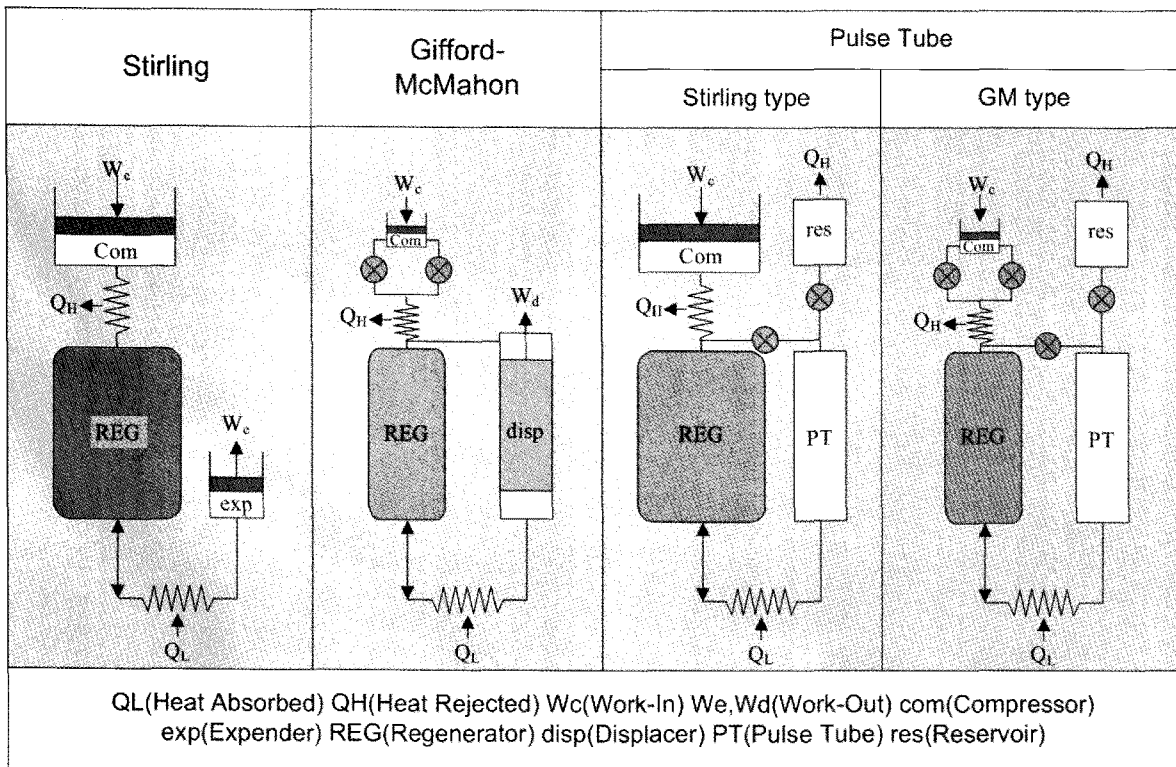 Stirling
Gifford-
McMahon
Pulse Tube
Stirling type
GM type
Wc
Com
QH
REG
We
exp
QL
Wc
Com
QH
Wd
REG
disp
QL
Wc
Com
QH
QH
res
REG
PT
QL
Wc
Com
QH
QH
res
REG
PT
QL
QL(Heat Absorbed) QH(Heat Rejected) Wc(Work-In) We,Wd(Work-Out) com(Compressor)
exp(Expender) REG(Regenerator) disp(Displacer) PT(Pulse Tube) res(Reservoir)